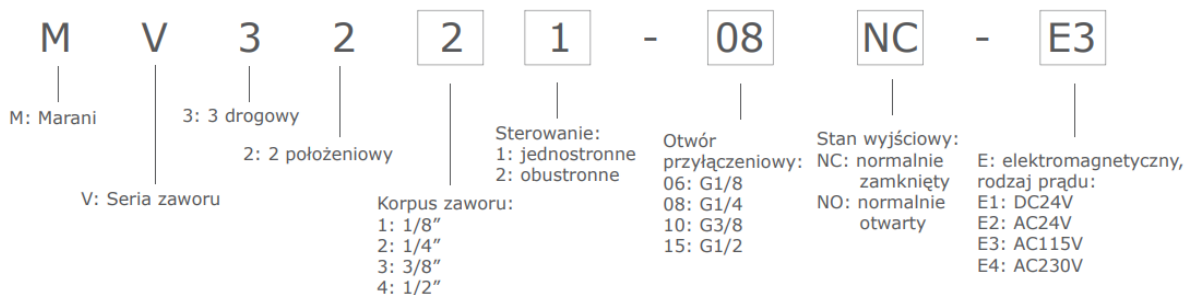 M V 3 2 2 1 - 08 NC - E3
M: Marani
V: Seria zaworu
3: 3 drogowy
2: 2 położeniowy
Korpus zaworu:
1: 1/8”
2: 1/4”
3: 3/8”
4: 1/2”
Sterowanie:
1: jednostronne
2: obustronne
Otwór
przyłączeniowy:
06: G1/8
08: G1/4
10: G3/8
15: G1/2
Stan wyjściowy:
NC: normalnie
zamknięty
NO: normalnie
otwarty
E: elektromagnetyczny,
rodzaj prądu:
E1: DC24V
E2: AC24V
E3: AC115V
E4: AC230V